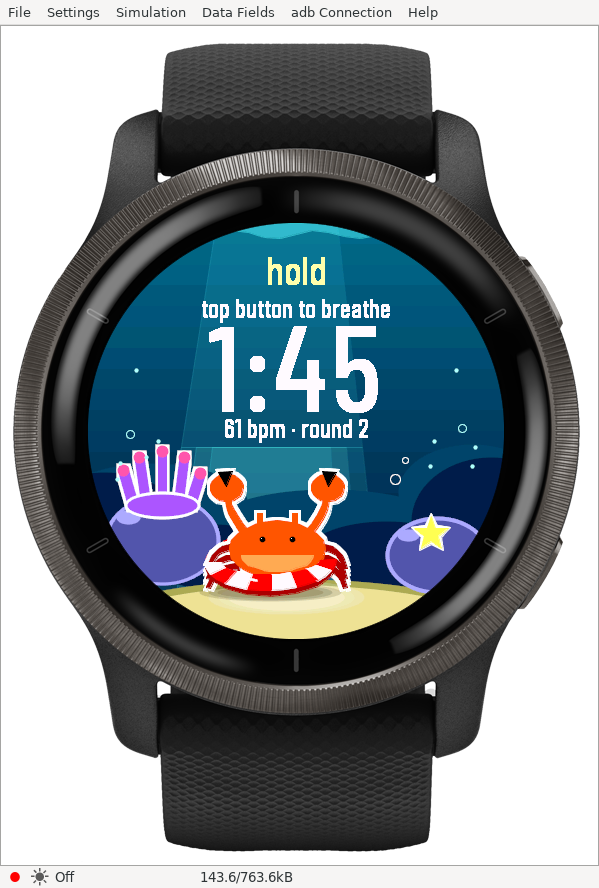 File Settings Simulation Data Fields adb Connection Help
hold
top button to breathe
1:45
61 bpm · round 2
Off 143.6/763.6kB